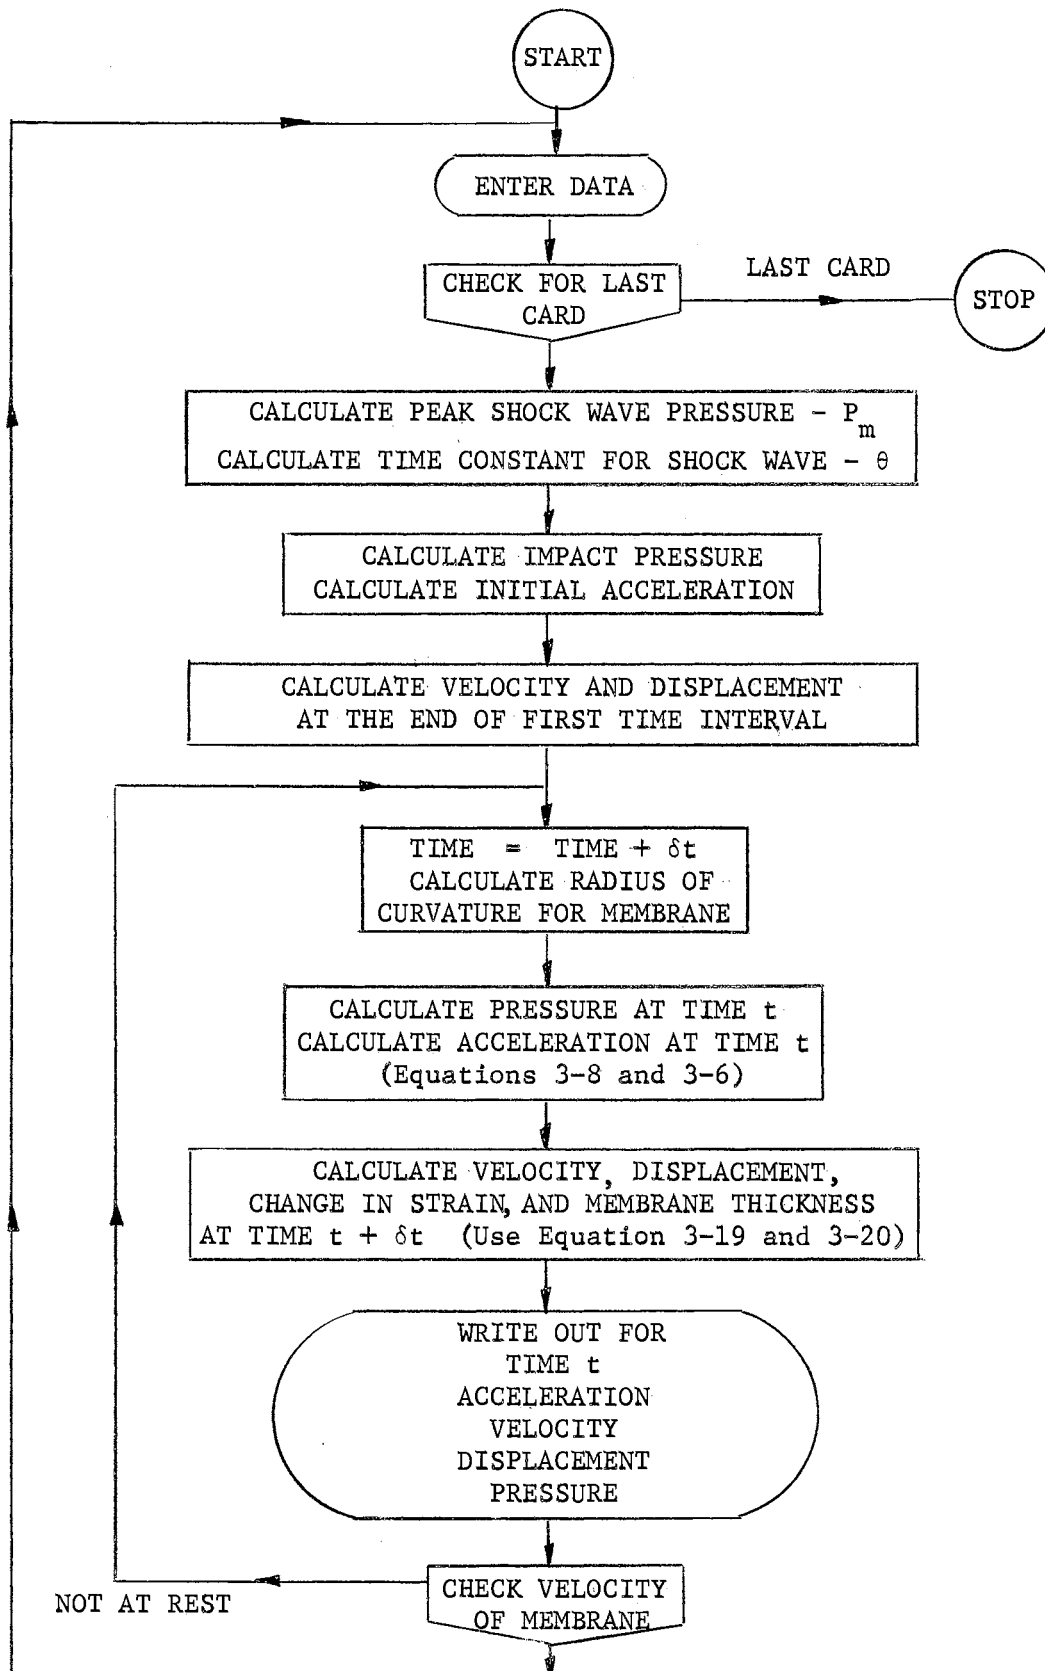 START
ENTER DATA
CHECK FOR LAST
CARD
LAST CARD
STOP
CALCULATE PEAK SHOCK WAVE PRESSURE - Pm
CALCULATE TIME CONSTANT FOR SHOCK WAVE - θ
CALCULATE IMPACT PRESSURE
CALCULATE INITIAL ACCELERATION
CALCULATE VELOCITY AND DISPLACEMENT
AT THE END OF FIRST TIME INTERVAL
TIME = TIME + δt
CALCULATE RADIUS OF
CURVATURE FOR MEMBRANE
CALCULATE PRESSURE AT TIME t
CALCULATE ACCELERATION AT TIME t
(Equations 3-8 and 3-6)
CALCULATE VELOCITY, DISPLACEMENT,
CHANGE IN STRAIN, AND MEMBRANE THICKNESS
AT TIME t + δt (Use Equation 3-19 and 3-20)
WRITE OUT FOR
TIME t
ACCELERATION
VELOCITY
DISPLACEMENT
PRESSURE
CHECK VELOCITY
OF MEMBRANE
NOT AT REST